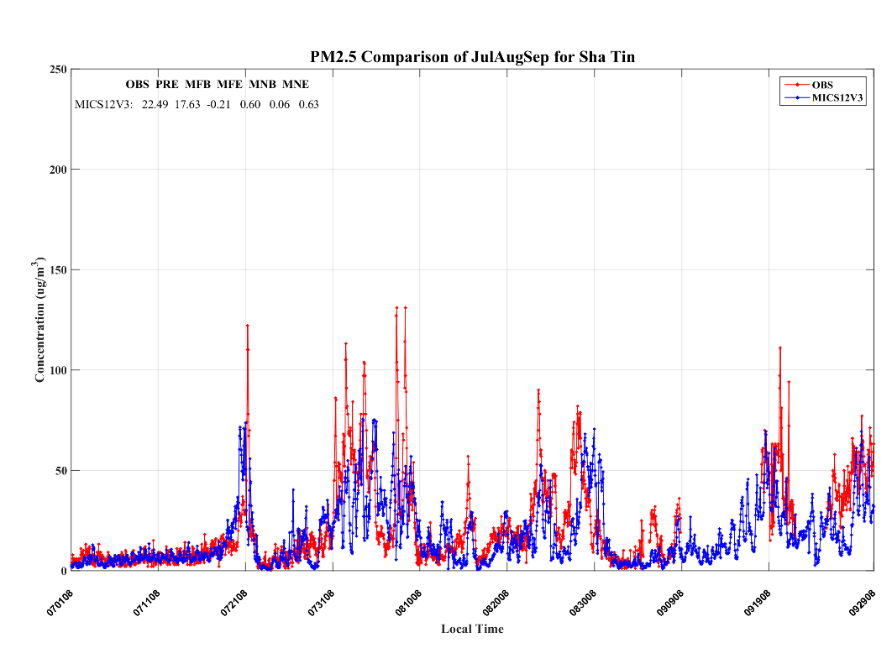 PM2.5 Comparison of JulAugSep for Sha Tin
250
200
150
100
50
0
OBS PRE MFB MFE MNB MNE
MICS12V3: 22.49 17.63 -0.21 0.60 0.06 0.63
OBS
MICS12V3
Concentration (ug/m³)
070108
071108
072108
073108
081008
082008
083008
090908
091908
092908
Local Time